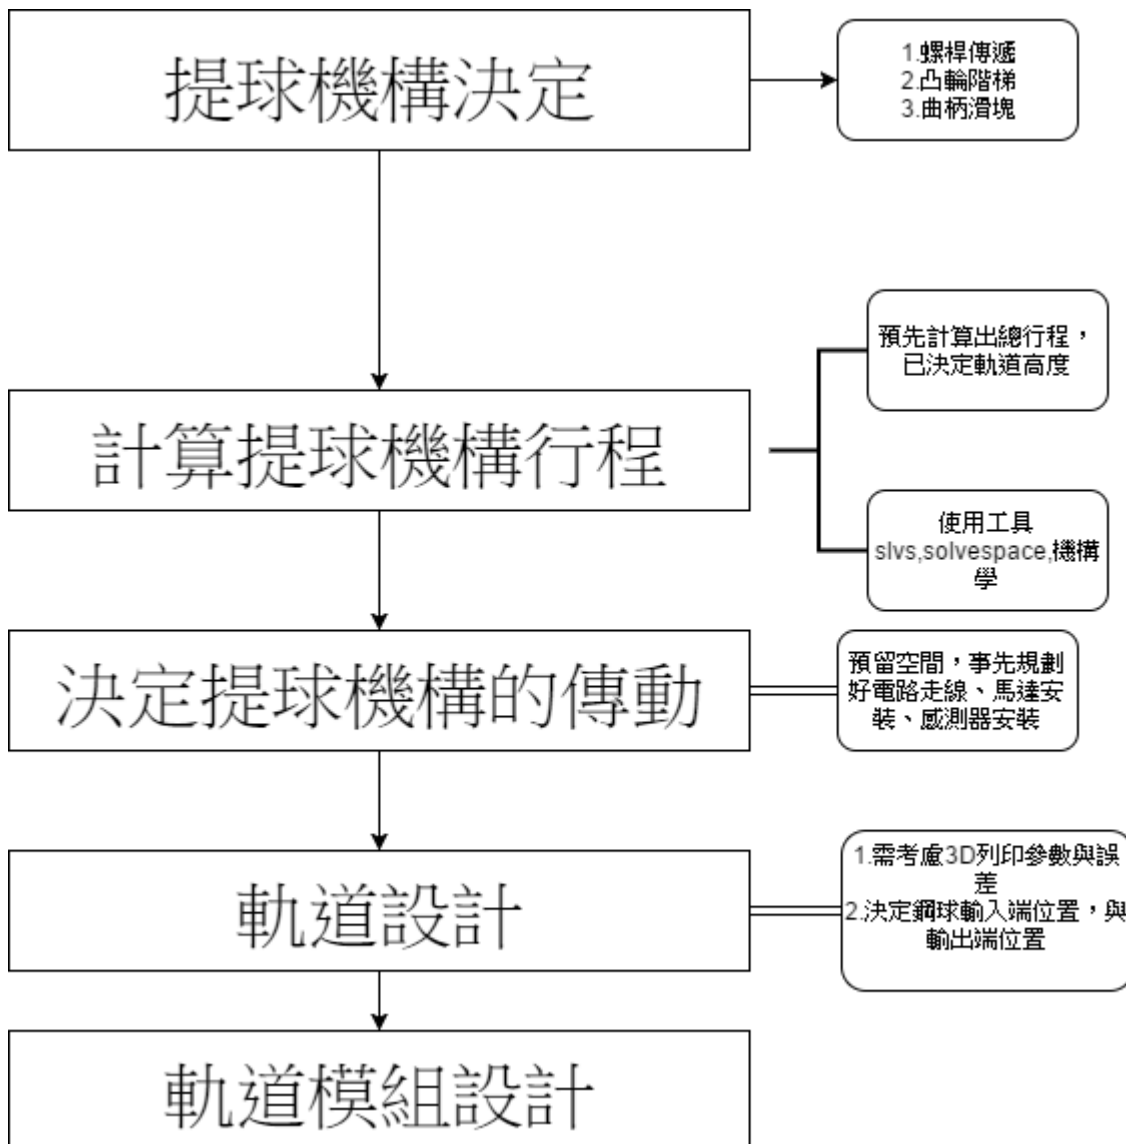 提球機構決定
1.螺桿傳遞
2.凸輪階梯
3.曲柄滑塊
計算提球機構行程
預先計算出總行程，
已決定軌道高度
使用工具
slvs,solvespace,機構
學
決定提球機構的傳動
預留空間，事先規劃
好電路走線、馬達安
裝、感測器安裝
軌道設計
1.需考慮3D列印參數與誤
差
2.決定鋼球輸入端位置，與
輸出端位置
軌道模組設計